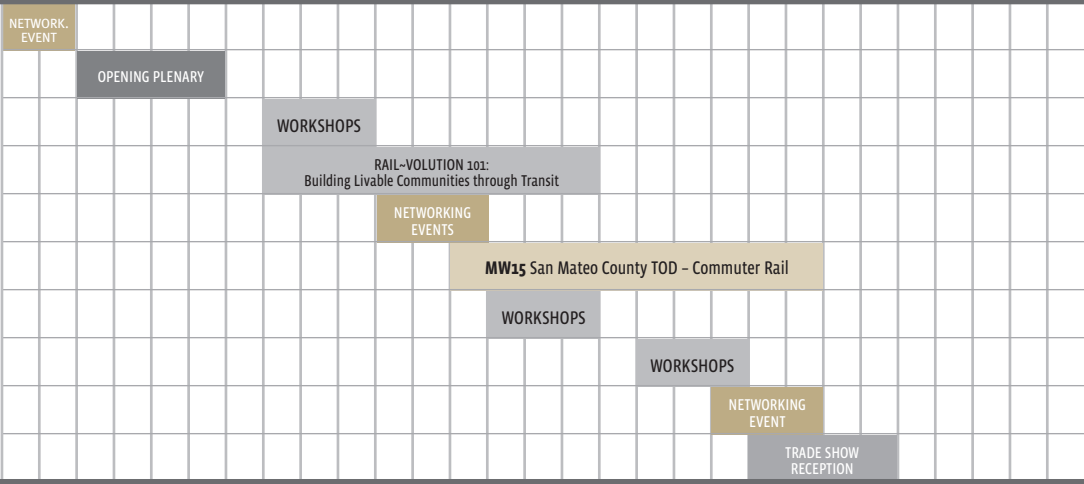 NETWORK.
EVENT
OPENING PLENARY
WORKSHOPS
RAIL~VOLUTION 101:
Building Livable Communities through Transit
NETWORKING
EVENTS
MW15 San Mateo County TOD – Commuter Rail
WORKSHOPS
WORKSHOPS
NETWORKING
EVENT
TRADE SHOW
RECEPTION